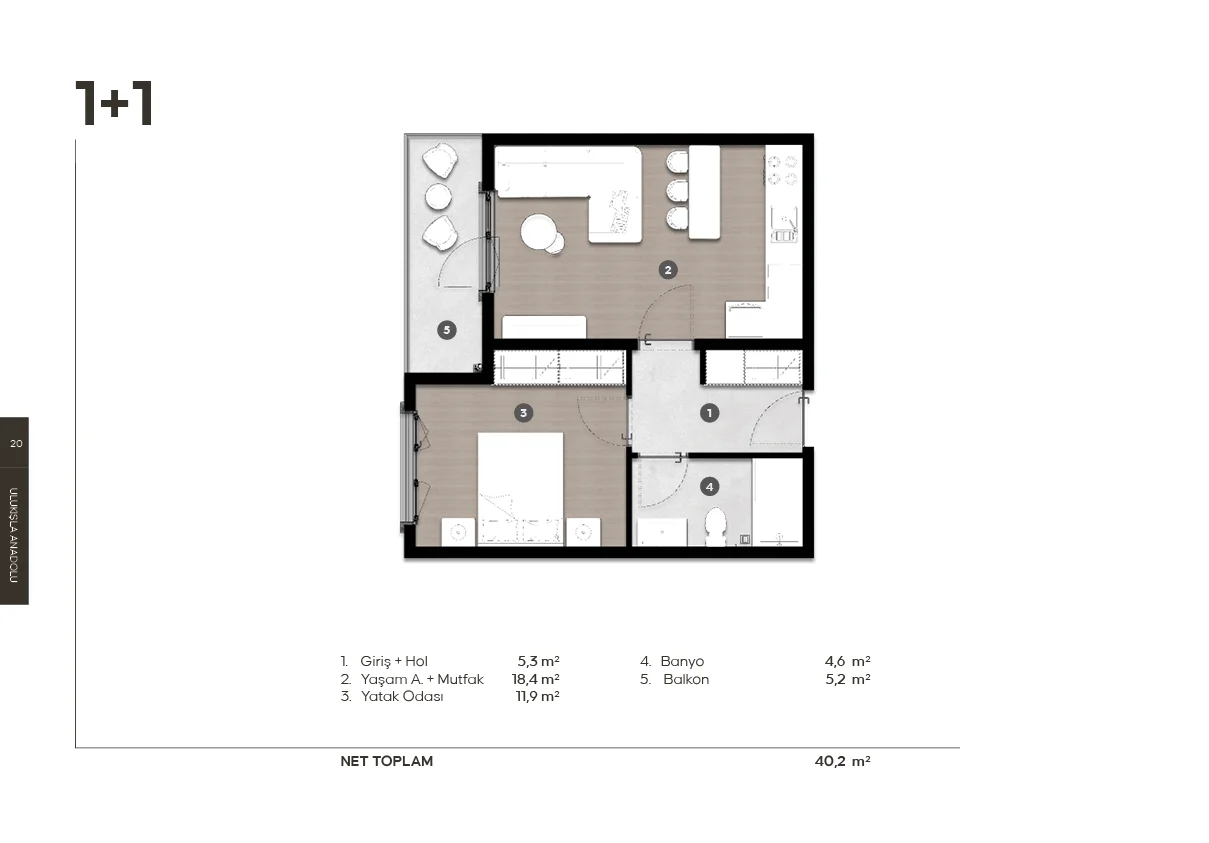 1+1
2
5
3
1
4
20
ULUKIŞLA ANADOLU
1. Giriş + Hol 5,3 m²
2. Yaşam A. + Mutfak 18,4 m²
3. Yatak Odası 11,9 m²
4. Banyo 4,6 m²
5. Balkon 5,2 m²
NET TOPLAM 40,2 m²